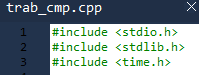 trab_cmp.cpp
1 #include <stdio.h>
2 #include <stdlib.h>
3 #include <time.h>